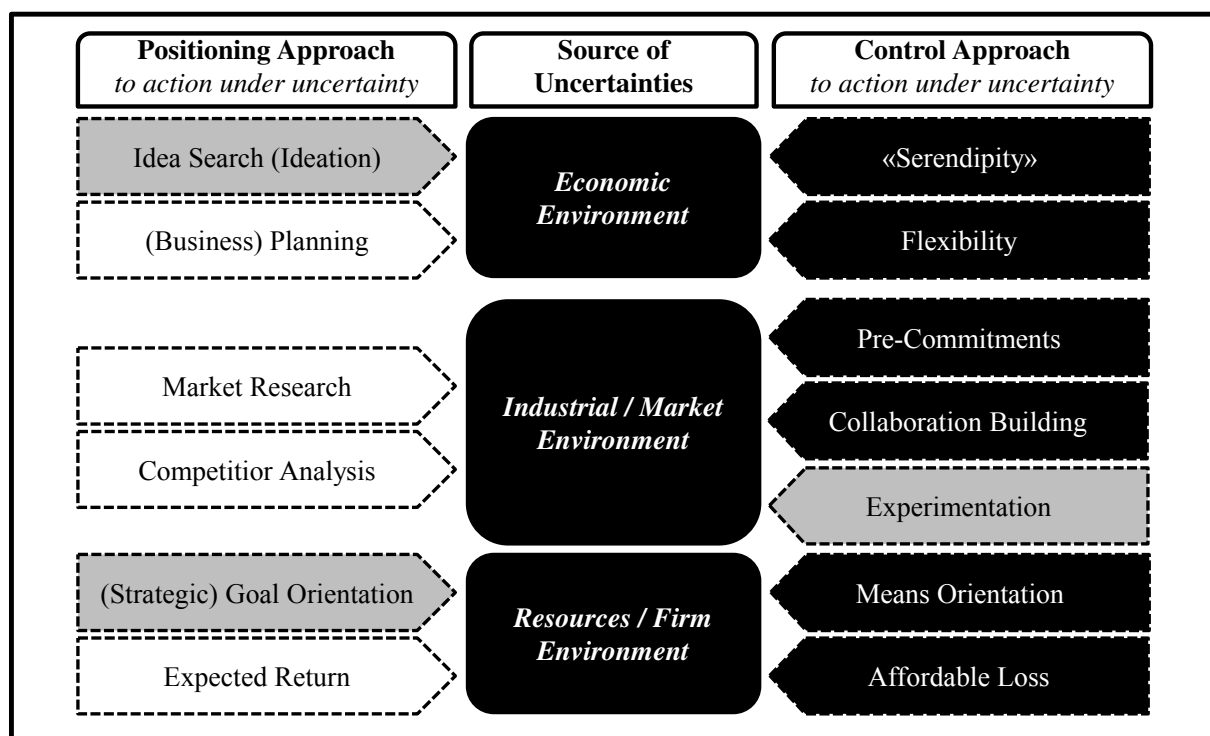 Positioning Approach
to action under uncertainty
Source of
Uncertainties
Control Approach
to action under uncertainty
Idea Search (Ideation)
(Business) Planning
Economic
Environment
«Serendipity»
Flexibility
Market Research
Competitior Analysis
Industrial / Market
Environment
Pre-Commitments
Collaboration Building
Experimentation
(Strategic) Goal Orientation
Expected Return
Resources / Firm
Environment
Means Orientation
Affordable Loss